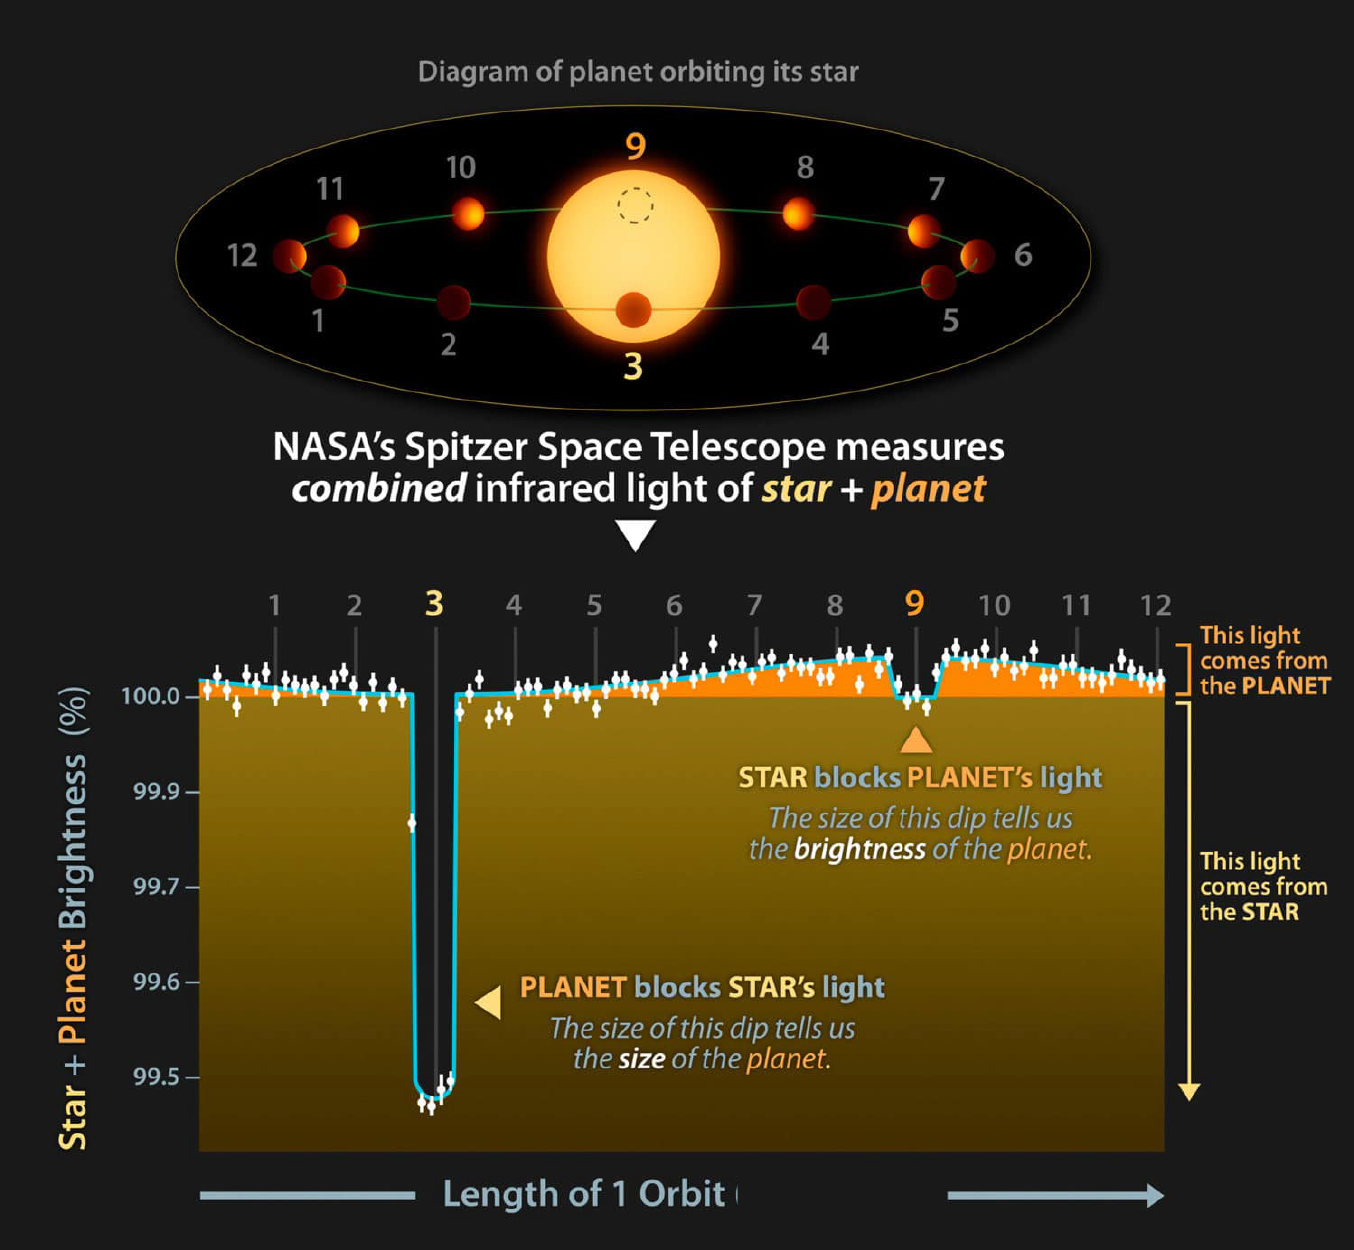 Diagram of planet orbiting its star
9
10
8
11
7
12
6
1
5
2
4
3
NASA's Spitzer Space Telescope measures
combined infrared light of star + planet
1 2 3 4 5 6 7 8 9 10 11 12
This light
comes from
the PLANET
Star + Planet Brightness (%)
100.0
99.9
99.7
99.6
99.5
STAR blocks PLANET's light
The size of this dip tells us
the brightness of the planet.
This light
comes from
the STAR
PLANET blocks STAR's light
The size of this dip tells us
the size of the planet.
Length of 1 Orbit (